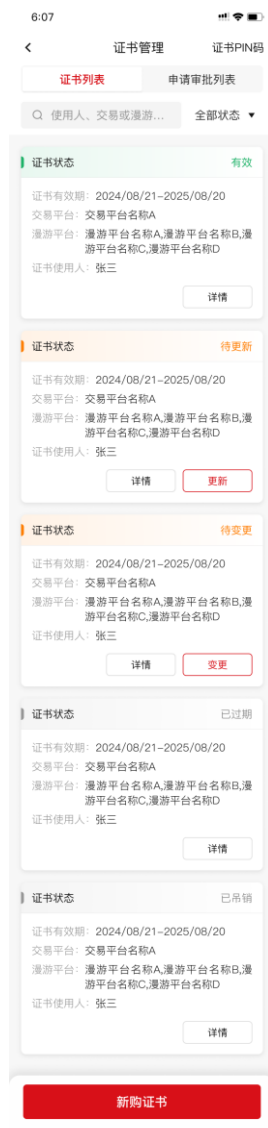 6:07
证书管理
证书PIN码
证书列表
申请审批列表
使用人、交易或漫游...
全部状态
证书状态
有效
证书有效期: 2024/08/21-2025/08/20
交易平台: 交易平台名称A
漫游平台: 漫游平台名称A,漫游平台名称B,漫
游平台名称C,漫游平台名称D
证书使用人: 张三
详情
证书状态
待更新
证书有效期: 2024/08/21-2025/08/20
交易平台: 交易平台名称A
漫游平台: 漫游平台名称A,漫游平台名称B,漫
游平台名称C,漫游平台名称D
证书使用人: 张三
详情
更新
证书状态
待变更
证书有效期: 2024/08/21-2025/08/20
交易平台: 交易平台名称A
漫游平台: 漫游平台名称A,漫游平台名称B,漫
游平台名称C,漫游平台名称D
证书使用人: 张三
详情
变更
证书状态
已过期
证书有效期: 2024/08/21-2025/08/20
交易平台: 交易平台名称A
漫游平台: 漫游平台名称A,漫游平台名称B,漫
游平台名称C,漫游平台名称D
证书使用人: 张三
详情
证书状态
已吊销
证书有效期: 2024/08/21-2025/08/20
交易平台: 交易平台名称A
漫游平台: 漫游平台名称A,漫游平台名称B,漫
游平台名称C,漫游平台名称D
证书使用人: 张三
详情
新购证书